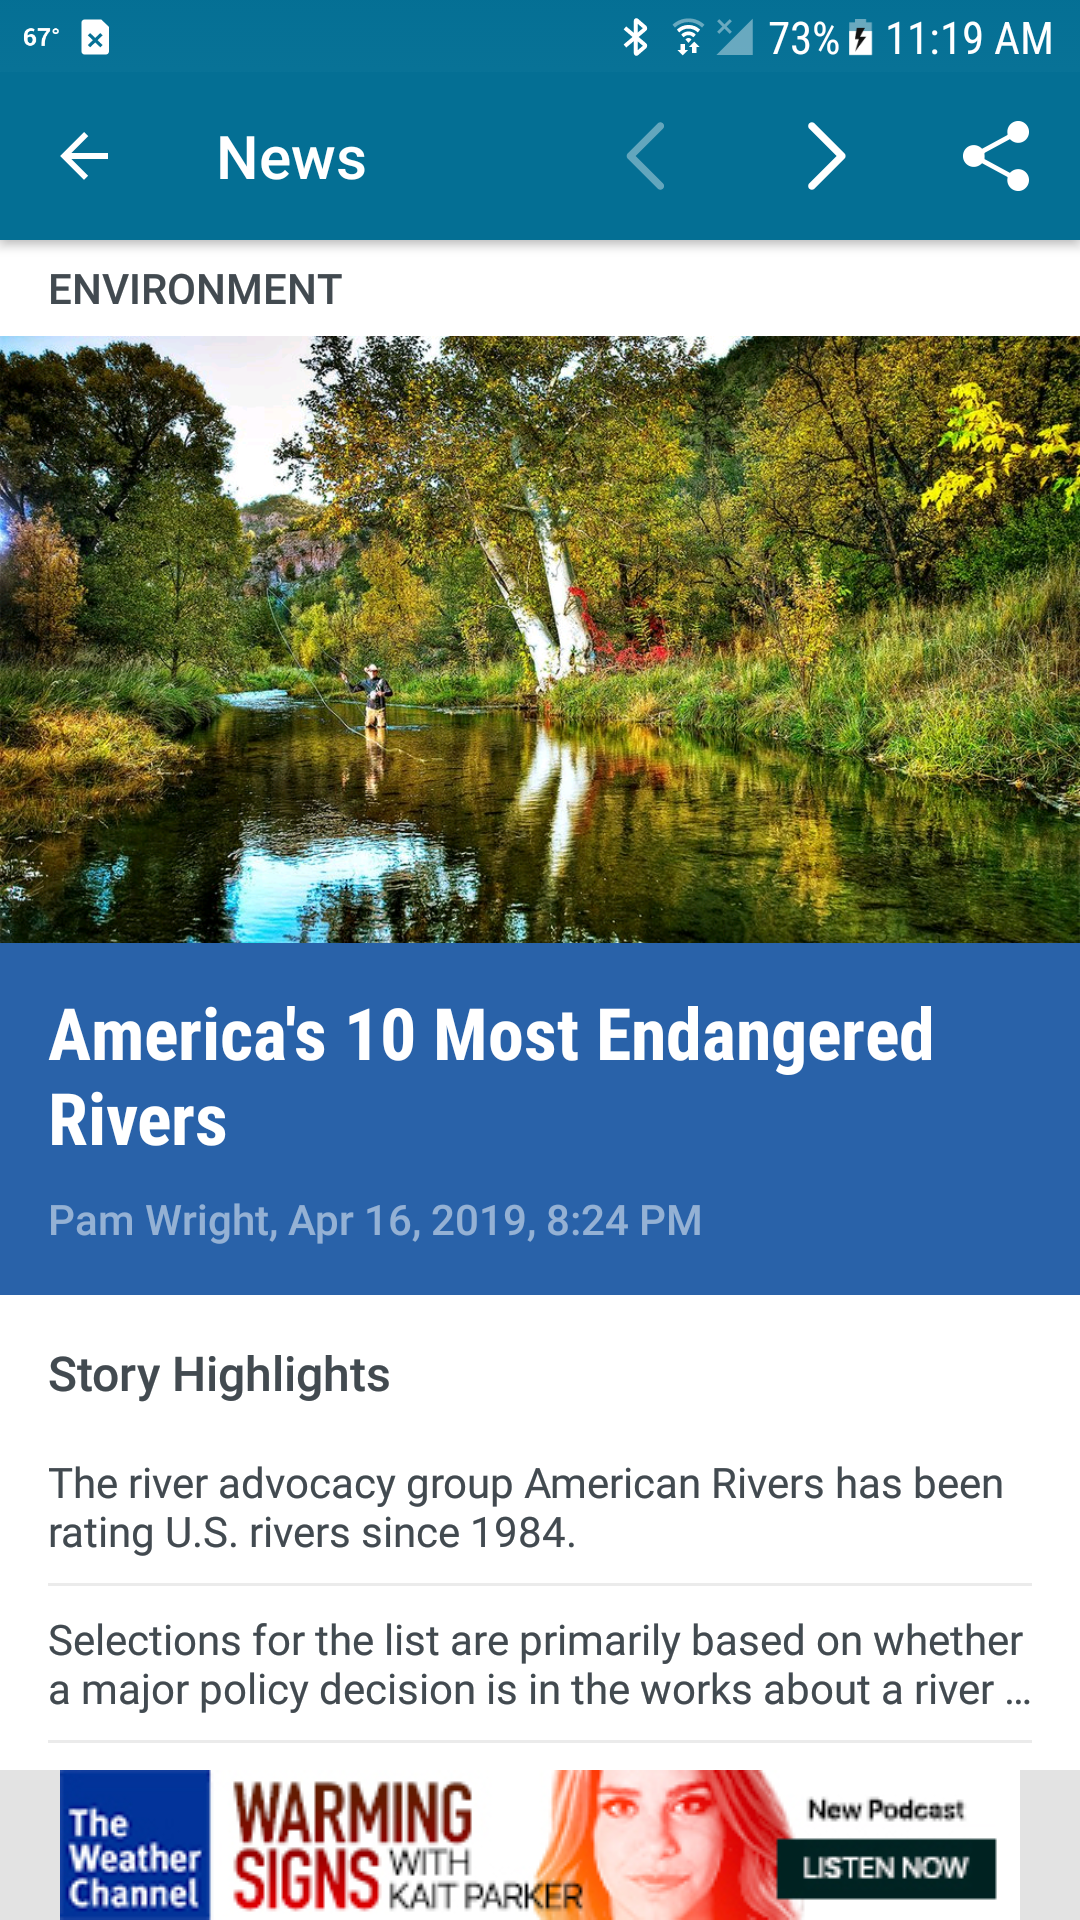 67°
73% 11:19 AM
News
ENVIRONMENT
America's 10 Most Endangered
Rivers
Pam Wright, Apr 16, 2019, 8:24 PM
Story Highlights
The river advocacy group American Rivers has been
rating U.S. rivers since 1984.
Selections for the list are primarily based on whether
a major policy decision is in the works about a river ...
The
Weather
Channel
WARMING
SIGNS WITH
KAIT PARKER
New Podcast
LISTEN NOW